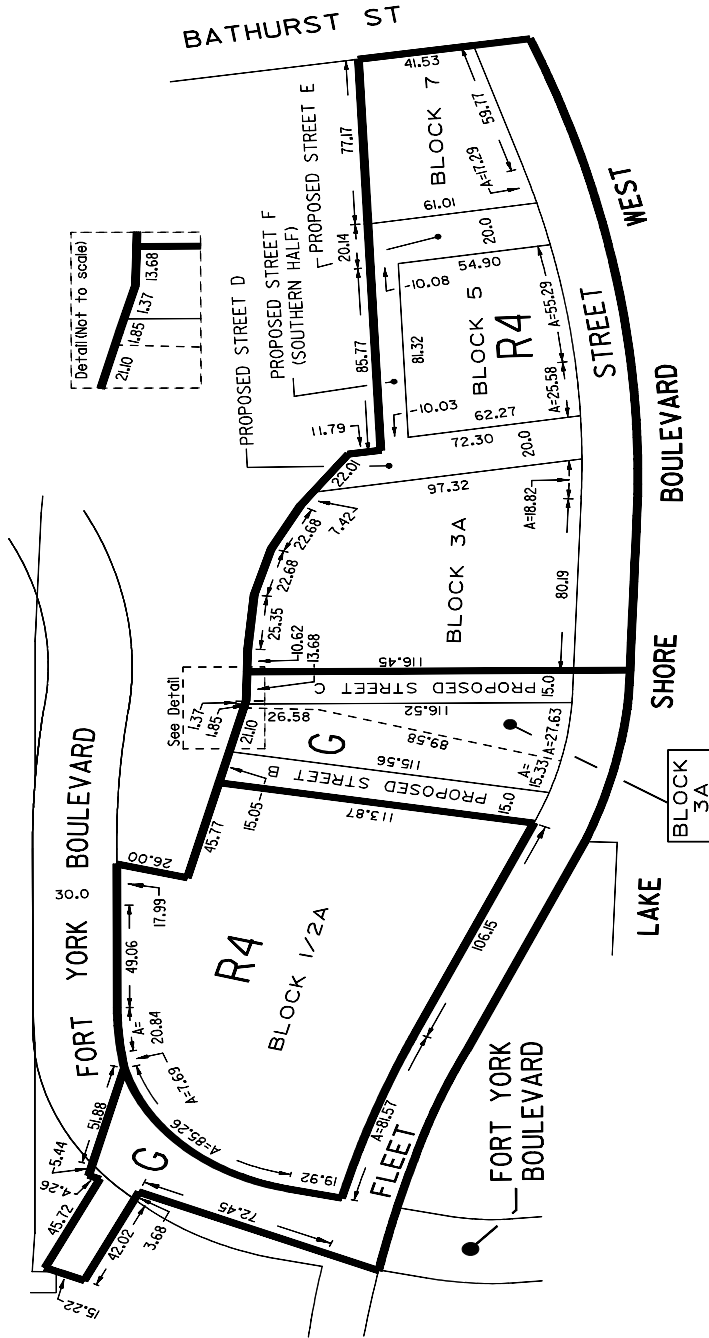 BATHURST ST
41.53
BLOCK 7
59.77
A=17.29
77.17
61.01
PROPOSED STREET E
20.14
20.0
PROPOSED STREET F
(SOUTHERN HALF)
PROPOSED STREET D
85.77
54.90
10.08
81.32
BLOCK 5
R4
A=55.29
A=25.58
10.03
62.27
72.30
20.0
11.79
22.01
97.32
A=18.82
7.42
22.68
22.68
BLOCK 3A
80.19
25.35
10.62
13.68
116.45
PROPOSED STREET C
15.0
Detail (Not to scale)
21.10
1.85
1.37
13.68
See Detail
1.37
1.85
21.10
26.58
116.52
G
89.58
A=27.63
A=
15.33
115.56
PROPOSED STREET B
15.0
15.05
113.87
45.77
26.00
FORT YORK BOULEVARD
30.0
17.99
49.06
A=
20.84
A=7.69
A=85.26
R4
BLOCK 1/2A
106.15
A=81.57
19.92
51.88
5.44
4.26
45.72
G
42.02
3.68
15.22
72.45
FLEET
STREET
WEST
LAKE
SHORE
BOULEVARD
BLOCK
3A
FORT YORK
BOULEVARD